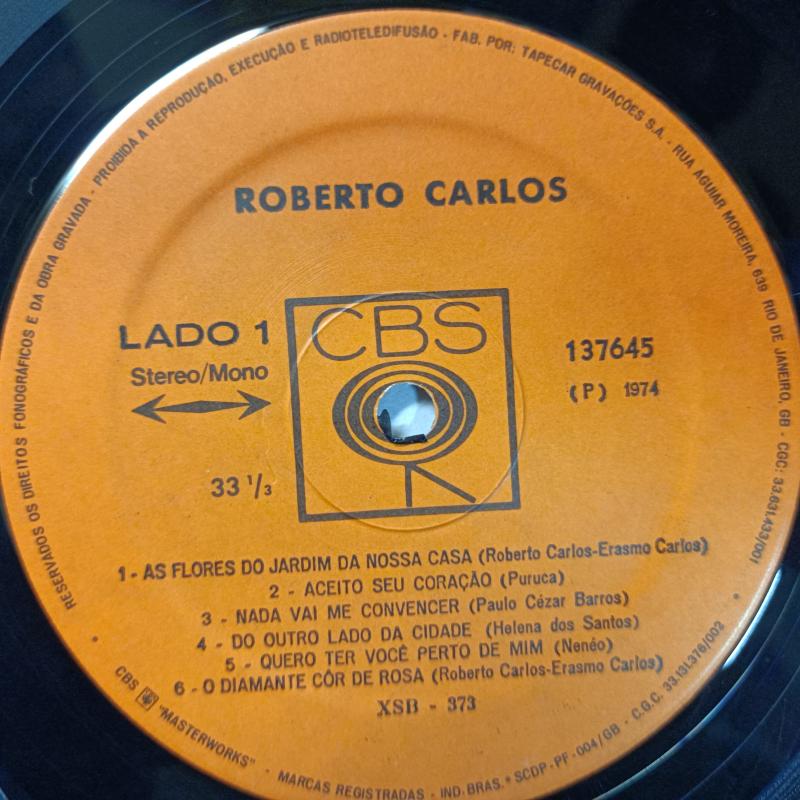 RESERVADOS OS DIREITOS FONOGRÁFICOS E DA OBRA GRAVADA - PROIBIDA A REPRODUÇÃO, EXECUÇÃO E RADIOTELEDIFUSÃO - FAB. POR: TAPECAR GRAVAÇÕES S.A. - RUA AGUIAR MOREIRA, 639 RIO DE JANEIRO, GB - CGC: 33.631.433/001
ROBERTO CARLOS
LADO 1
Stereo/Mono
33 1/3
CBS
137645
(P) 1974
1 - AS FLORES DO JARDIM DA NOSSA CASA (Roberto Carlos-Erasmo Carlos)
2 - ACEITO SEU CORAÇÃO (Puruca)
3 - NADA VAI ME CONVENCER (Paulo Cézar Barros)
4 - DO OUTRO LADO DA CIDADE (Helena dos Santos)
5 - QUERO TER VOCÊ PERTO DE MIM (Nenéo)
6 - O DIAMANTE CÔR DE ROSA (Roberto Carlos-Erasmo Carlos)
XSB - 373
CBS "MASTERWORKS" - MARCAS REGISTRADAS - IND. BRAS. * SCDP-PF-004/GB - C.G.C. 33.131.376/002